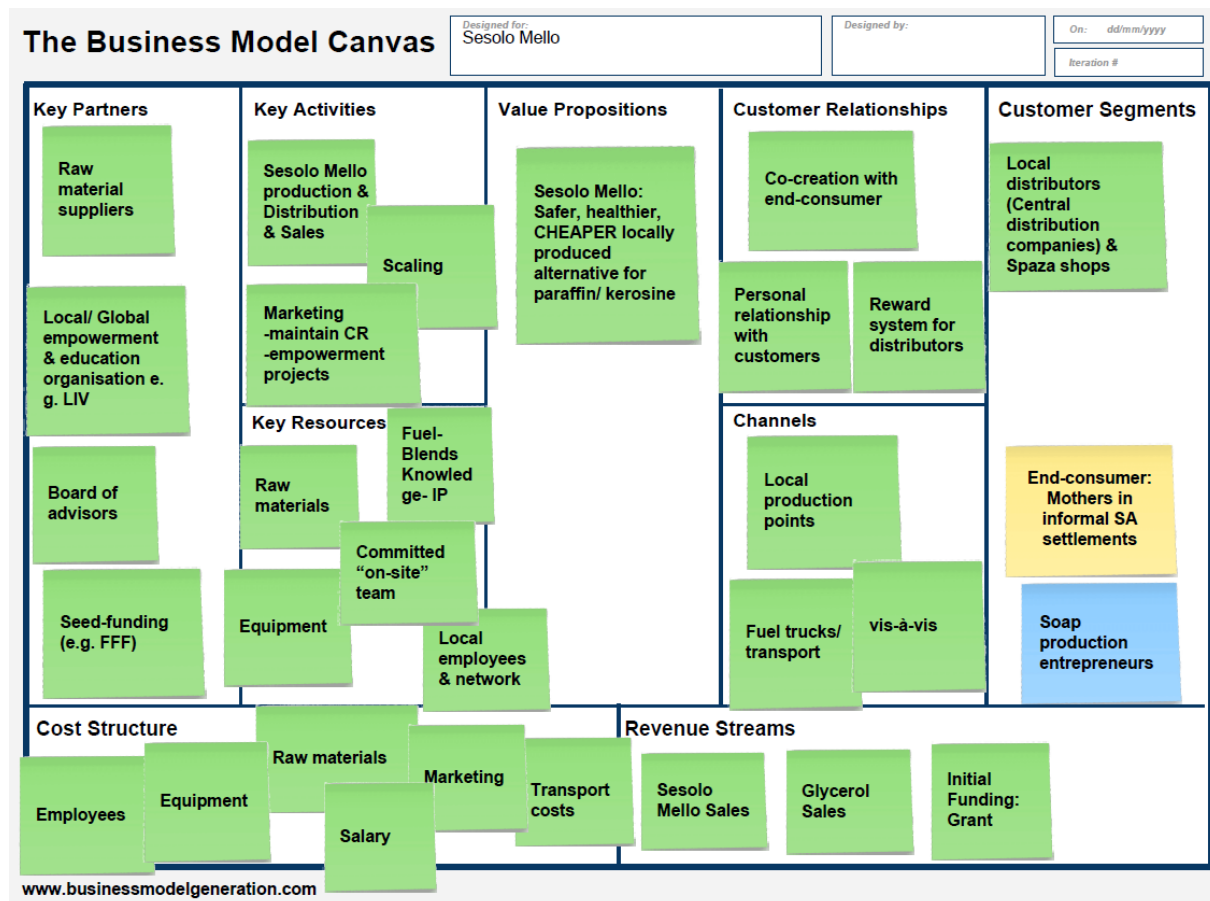 The Business Model Canvas
Designed for:
Sesolo Mello
Designed by:
On: dd/mm/yyyy
Iteration #
Key Partners
Raw
material
suppliers
Local/ Global
empowerment
& education
organisation e.
g. LIV
Board of
advisors
Seed-funding
(e.g. FFF)
Key Activities
Sesolo Mello
production &
Distribution
& Sales
Scaling
Marketing
-maintain CR
-empowerment
projects
Key Resources
Fuel-
Blends
Knowled
ge- IP
Raw
materials
Committed
“on-site”
team
Equipment
Local
employees
& network
Value Propositions
Sesolo Mello:
Safer, healthier,
CHEAPER locally
produced
alternative for
paraffin/ kerosine
Customer Relationships
Co-creation with
end-consumer
Personal
relationship
with
customers
Reward
system for
distributors
Channels
Local
production
points
Fuel trucks/
transport
vis-à-vis
Customer Segments
Local
distributors
(Central
distribution
companies) &
Spaza shops
End-consumer:
Mothers in
informal SA
settlements
Soap
production
entrepreneurs
Cost Structure
Employees
Equipment
Raw materials
Salary
Marketing
Transport
costs
Revenue Streams
Sesolo
Mello Sales
Glycerol
Sales
Initial
Funding:
Grant
www.businessmodelgeneration.com